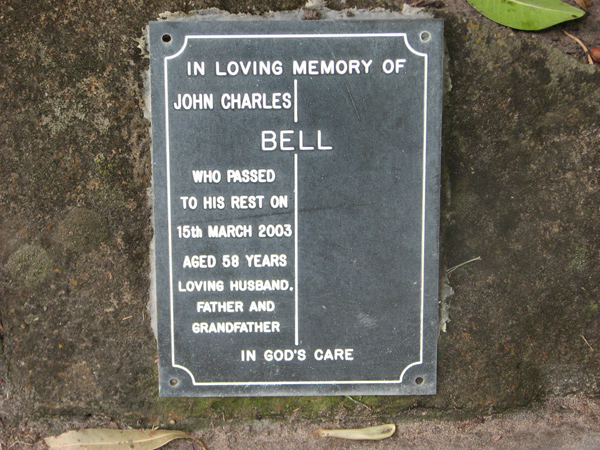 IN LOVING MEMORY OF
JOHN CHARLES
BELL
WHO PASSED
TO HIS REST ON
15th MARCH 2003
AGED 58 YEARS
LOVING HUSBAND,
FATHER AND
GRANDFATHER
IN GOD'S CARE